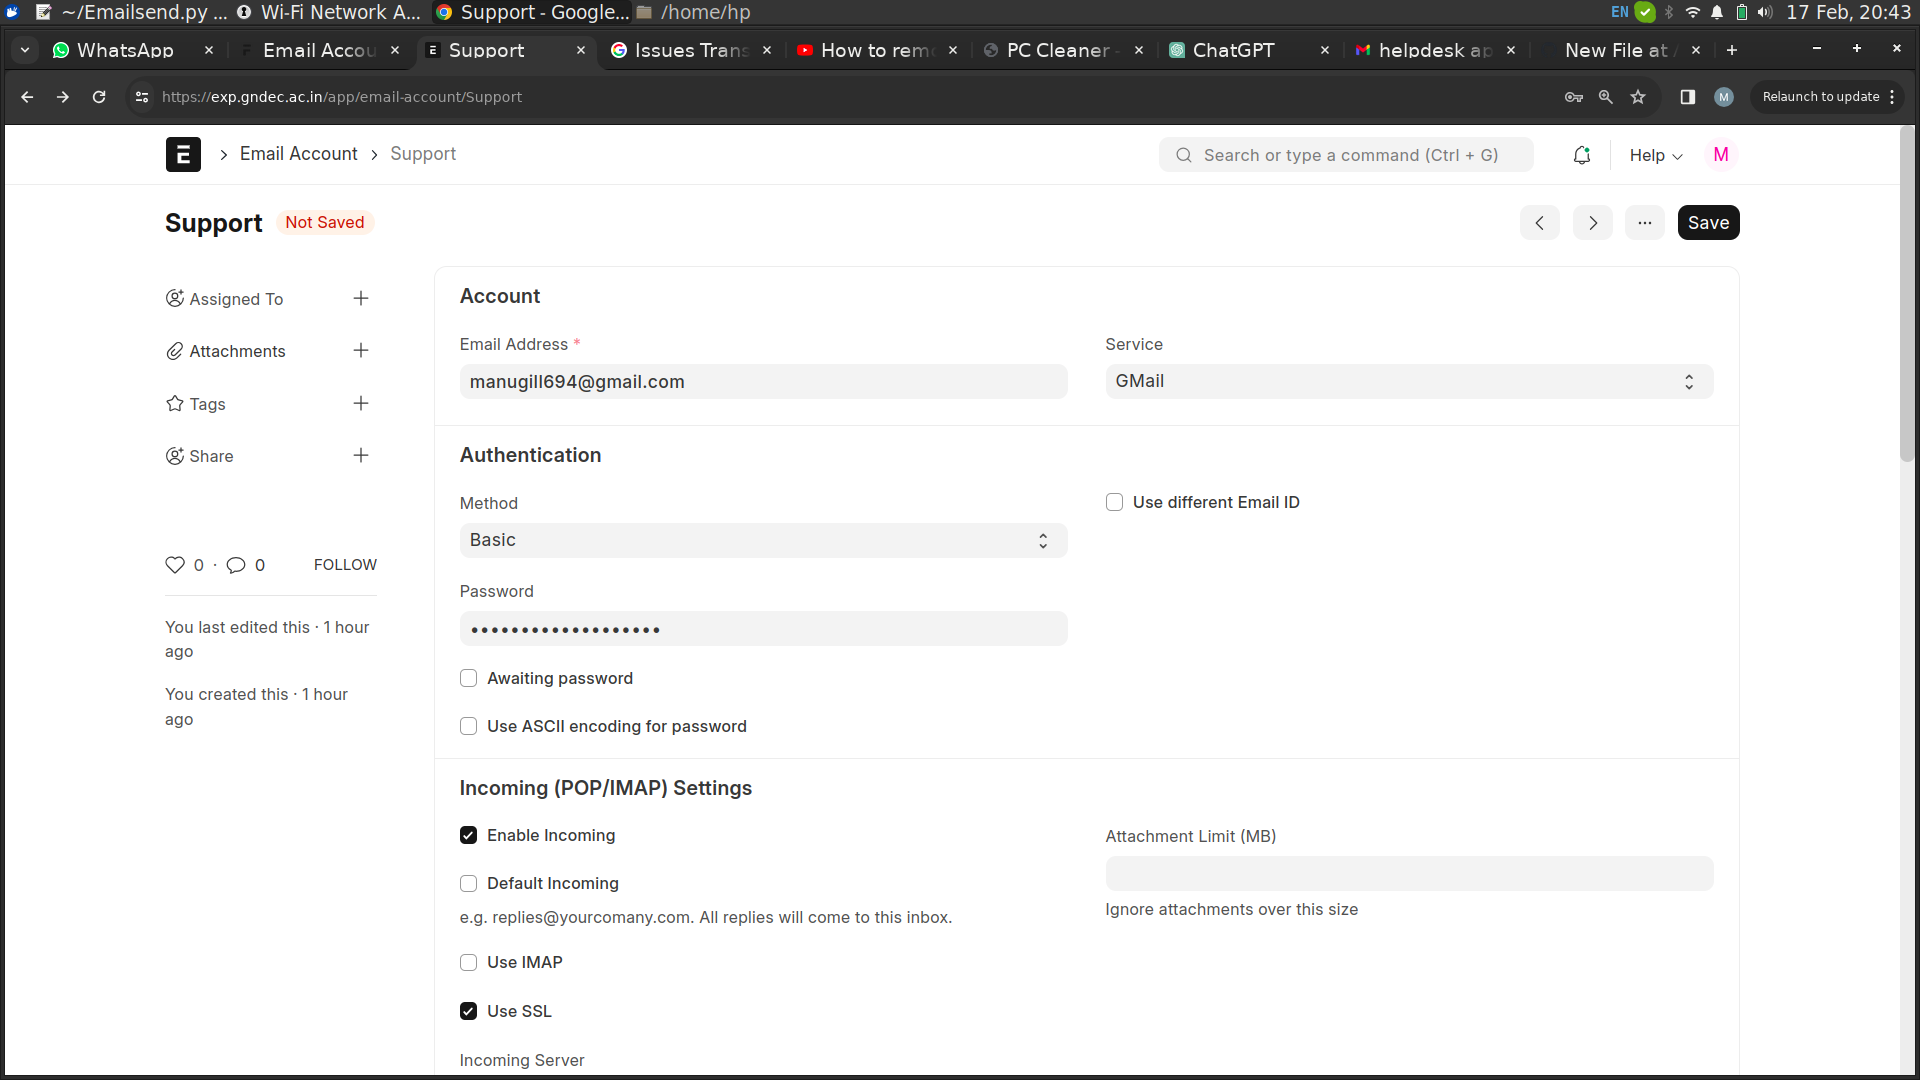 ~/Emailsend.py ...
Wi-Fi Network A...
Support - Google...
/home/hp
EN
17 Feb, 20:43
WhatsApp
Email Accou
Support
Issues Trans
How to rem
PC Cleaner -
ChatGPT
helpdesk ap
New File at /
https://exp.gndec.ac.in/app/email-account/Support
M
Relaunch to update
E
Email Account
Support
Search or type a command (Ctrl + G)
Help
M
Support
Not Saved
Save
Assigned To
Attachments
Tags
Share
0 · 0
FOLLOW
You last edited this · 1 hour
ago
You created this · 1 hour
ago
Account
Email Address *
manugill694@gmail.com
Service
GMail
Authentication
Method
Basic
Use different Email ID
Password
•••••••••••••••••••
Awaiting password
Use ASCII encoding for password
Incoming (POP/IMAP) Settings
Enable Incoming
Attachment Limit (MB)
Default Incoming
e.g. replies@yourcomany.com. All replies will come to this inbox.
Ignore attachments over this size
Use IMAP
Use SSL
Incoming Server